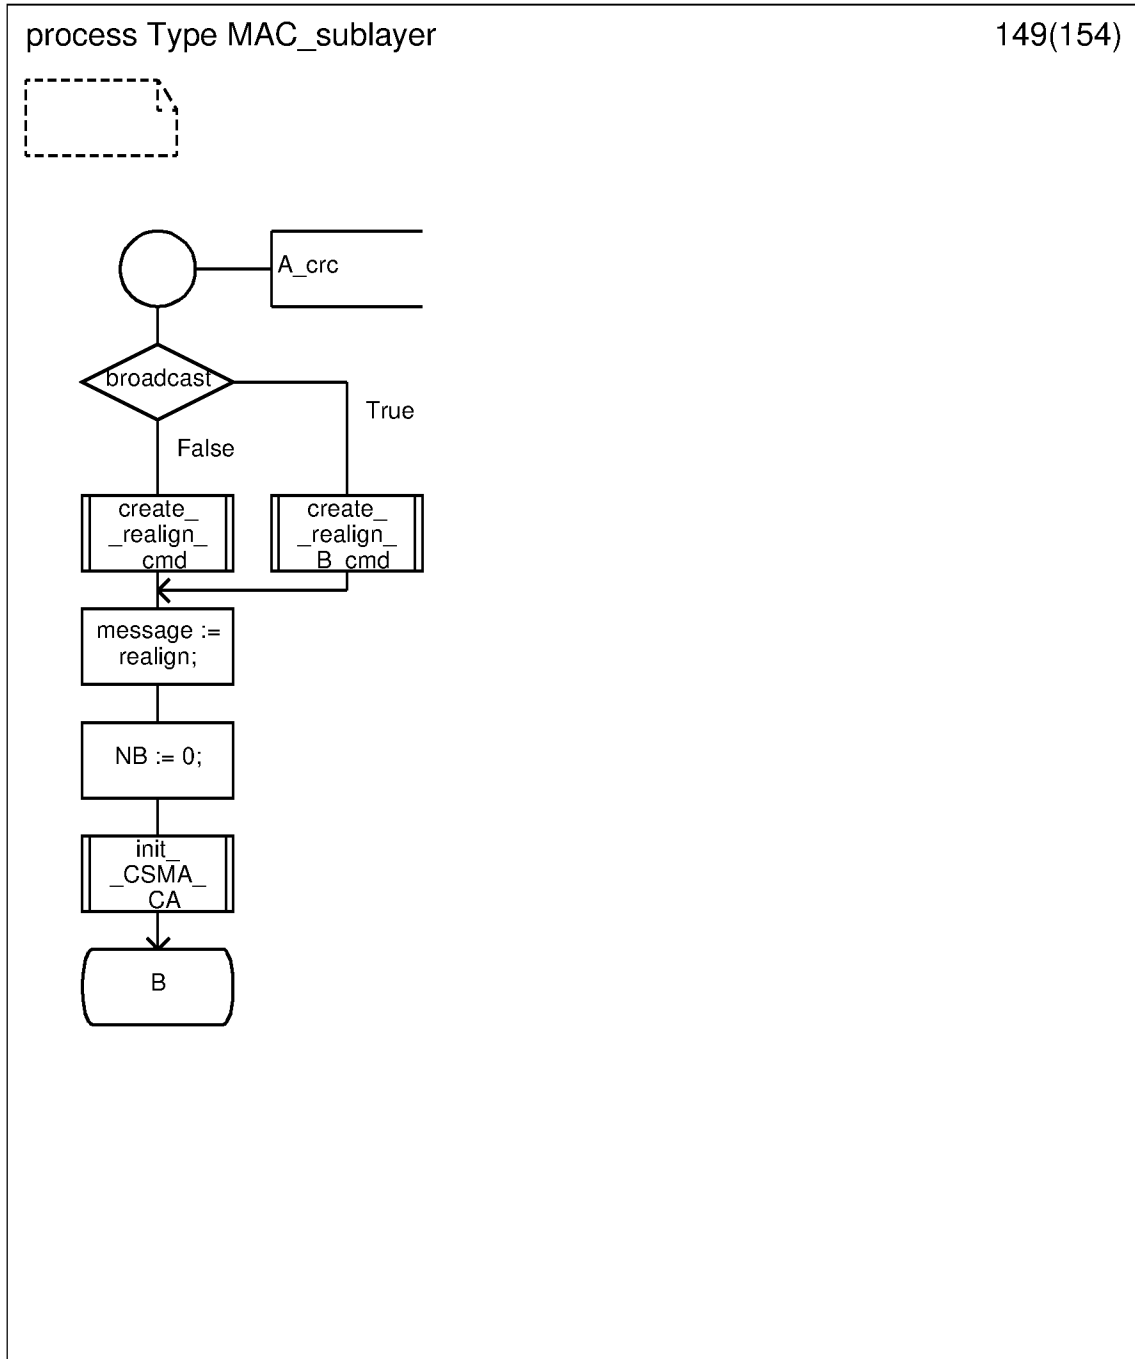 process Type MAC_sublayer
149(154)
A_crc
broadcast
True
False
create_
_realign_
cmd
create_
_realign_
B_cmd
message :=
realign;
NB := 0;
init_
_CSMA_
CA
B